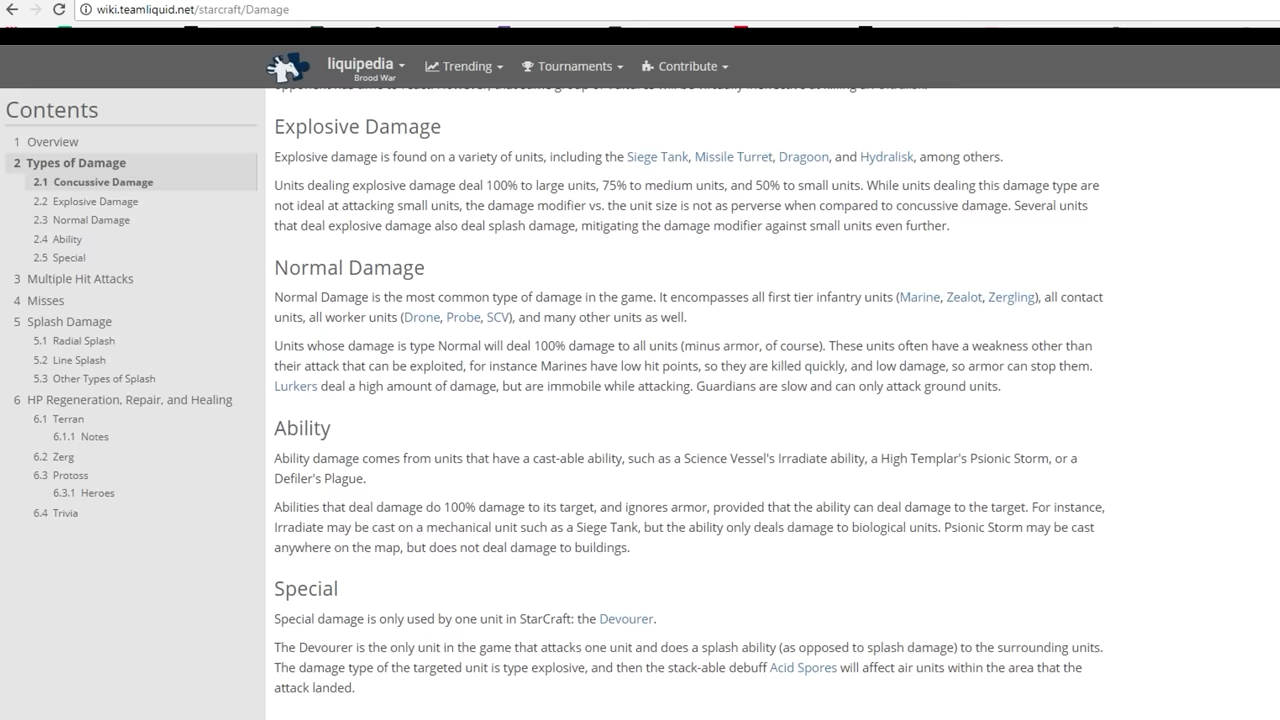 wiki.teamliquid.net/starcraft/Damage
liquipedia
Brood War
Trending
Tournaments
Contribute
Contents
1 Overview
2 Types of Damage
2.1 Concussive Damage
2.2 Explosive Damage
2.3 Normal Damage
2.4 Ability
2.5 Special
3 Multiple Hit Attacks
4 Misses
5 Splash Damage
5.1 Radial Splash
5.2 Line Splash
5.3 Other Types of Splash
6 HP Regeneration, Repair, and Healing
6.1 Terran
6.1.1 Notes
6.2 Zerg
6.3 Protoss
6.3.1 Heroes
6.4 Trivia
Explosive Damage
Explosive damage is found on a variety of units, including the Siege Tank, Missile Turret, Dragoon, and Hydralisk, among others.
Units dealing explosive damage deal 100% to large units, 75% to medium units, and 50% to small units. While units dealing this damage type are
not ideal at attacking small units, the damage modifier vs. the unit size is not as perverse when compared to concussive damage. Several units
that deal explosive damage also deal splash damage, mitigating the damage modifier against small units even further.
Normal Damage
Normal Damage is the most common type of damage in the game. It encompasses all first tier infantry units (Marine, Zealot, Zergling), all contact
units, all worker units (Drone, Probe, SCV), and many other units as well.
Units whose damage is type Normal will deal 100% damage to all units (minus armor, of course). These units often have a weakness other than
their attack that can be exploited, for instance Marines have low hit points, so they are killed quickly, and low damage, so armor can stop them.
Lurkers deal a high amount of damage, but are immobile while attacking. Guardians are slow and can only attack ground units.
Ability
Ability damage comes from units that have a cast-able ability, such as a Science Vessel's Irradiate ability, a High Templar's Psionic Storm, or a
Defiler's Plague.
Abilities that deal damage do 100% damage to its target, and ignores armor, provided that the ability can deal damage to the target. For instance,
Irradiate may be cast on a mechanical unit such as a Siege Tank, but the ability only deals damage to biological units. Psionic Storm may be cast
anywhere on the map, but does not deal damage to buildings.
Special
Special damage is only used by one unit in StarCraft: the Devourer.
The Devourer is the only unit in the game that attacks one unit and does a splash ability (as opposed to splash damage) to the surrounding units.
The damage type of the targeted unit is type explosive, and then the stack-able debuff Acid Spores will affect air units within the area that the
attack landed.